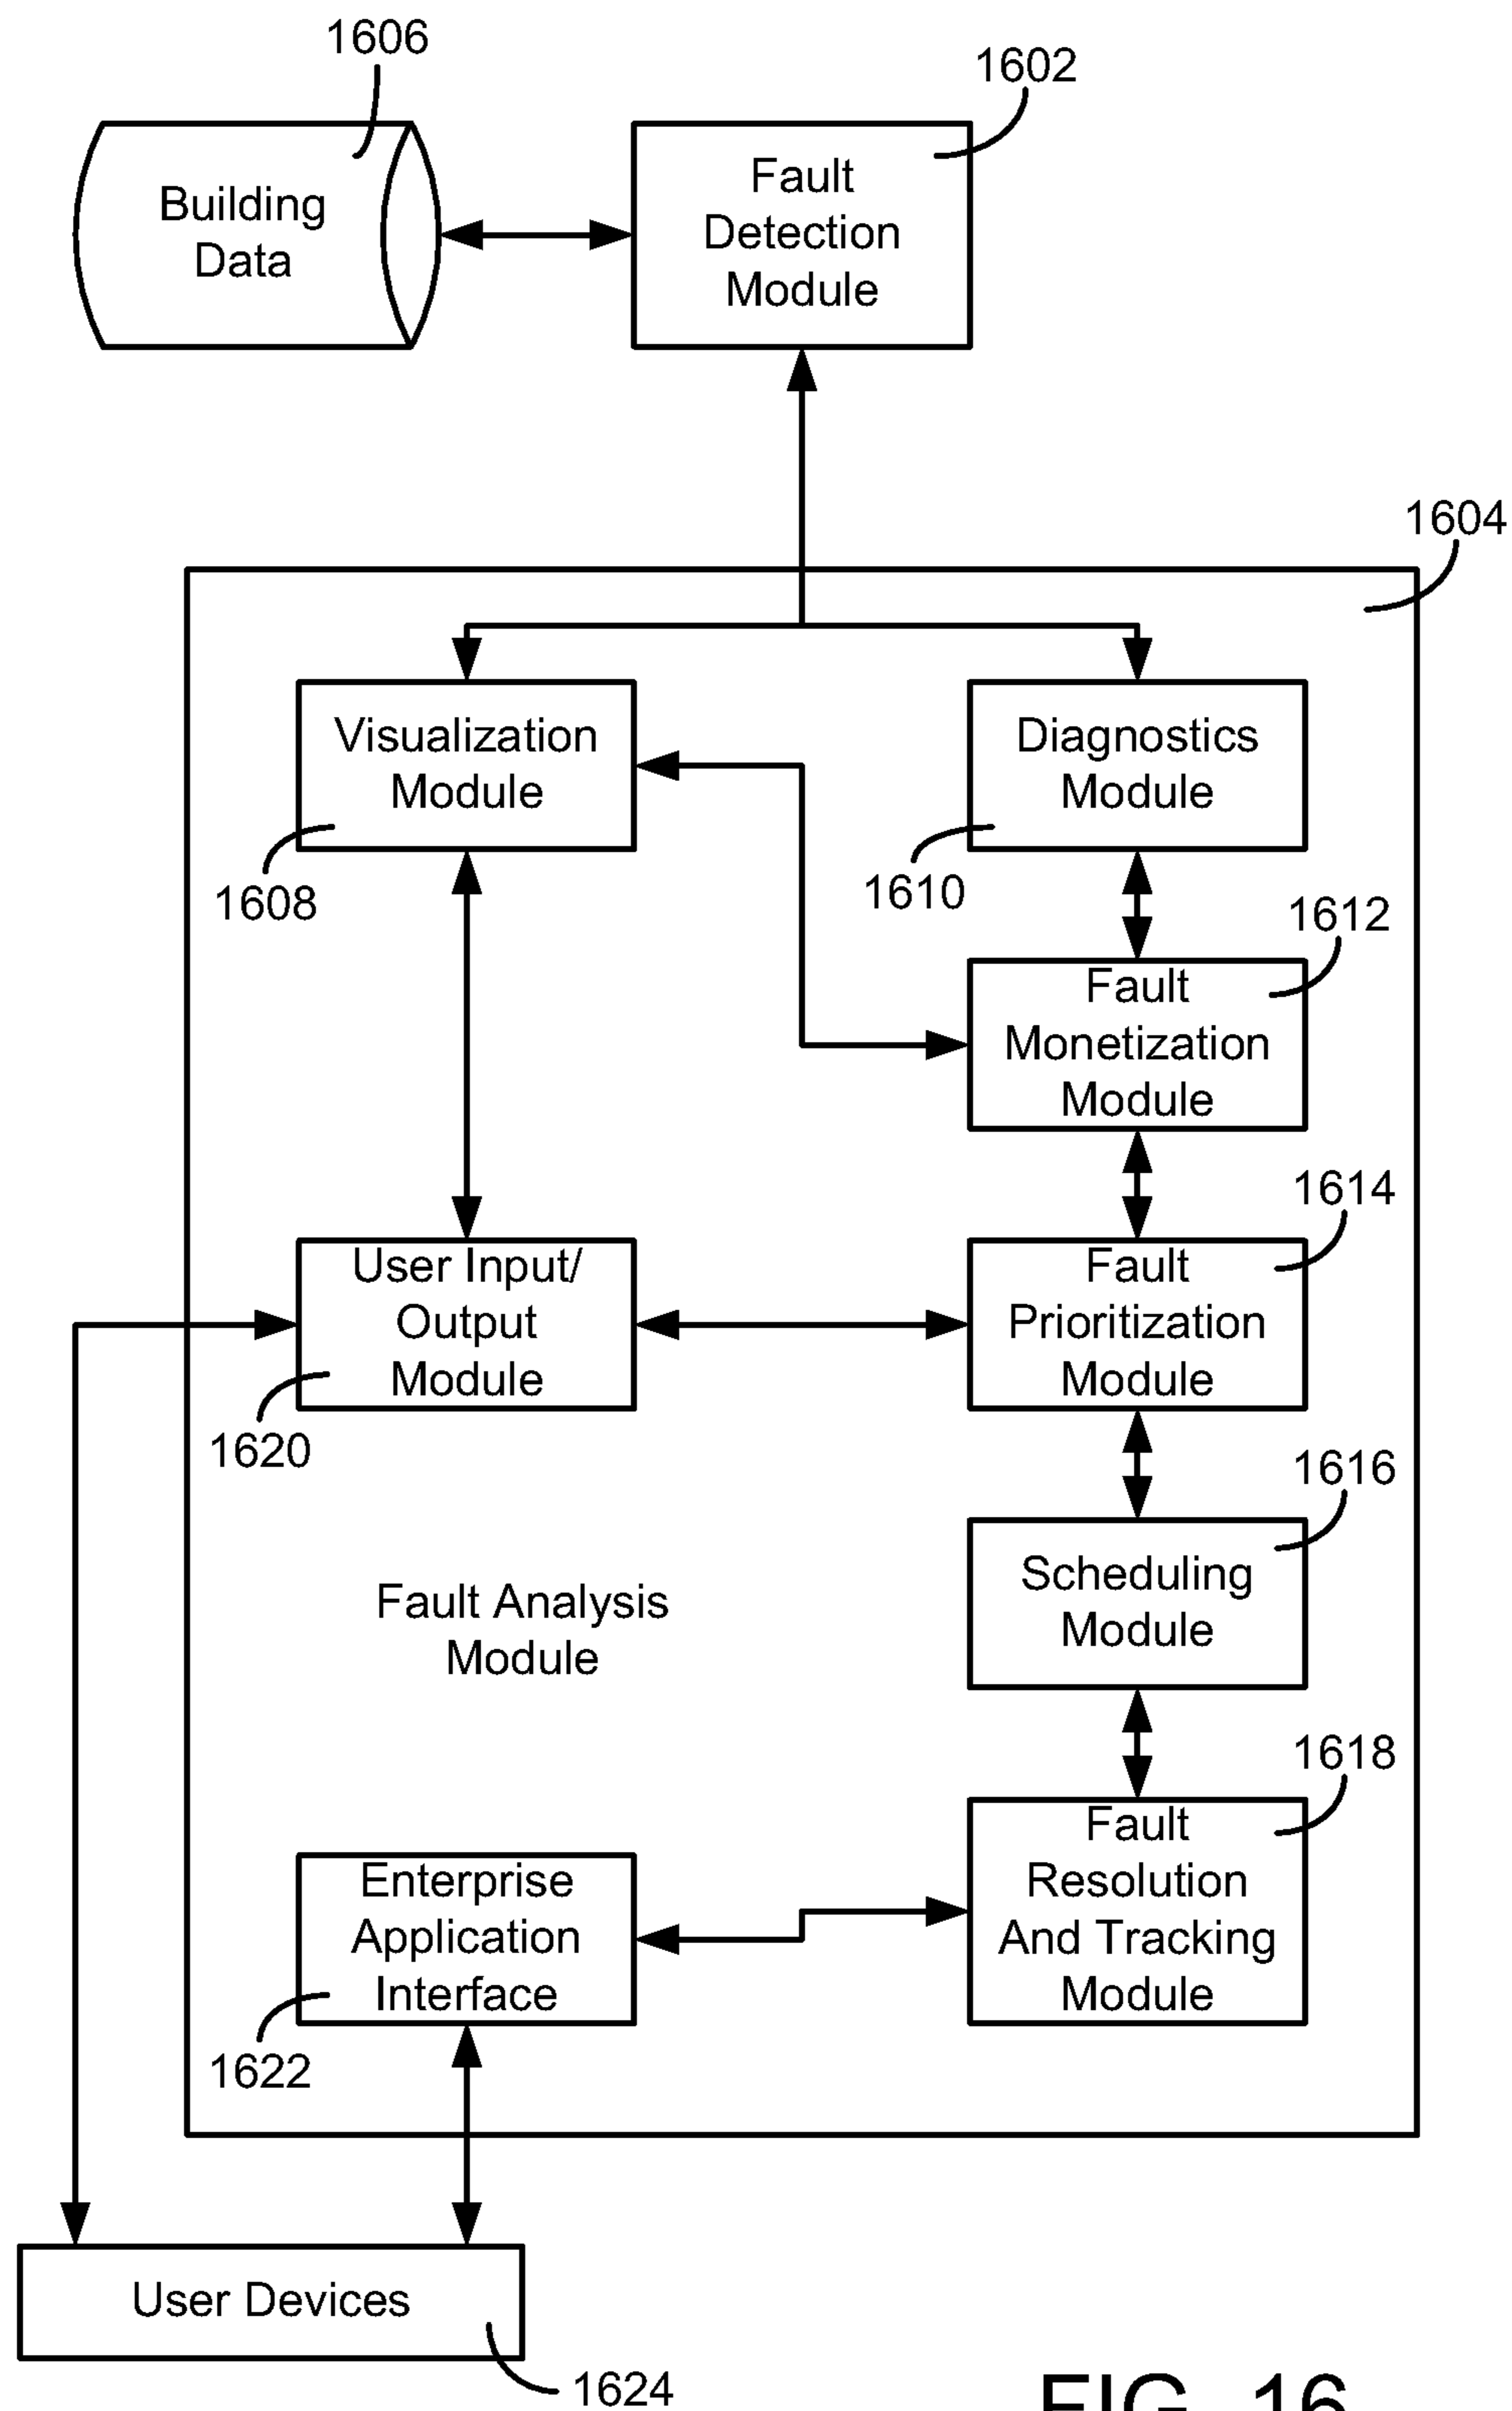 1606
1602
Building
Data
Fault
Detection
Module
1604
Visualization
Module
Diagnostics
Module
1608
1610
1612
Fault
Monetization
Module
1614
User Input/
Output
Module
Fault
Prioritization
Module
1620
1616
Scheduling
Module
Fault Analysis
Module
1618
Fault
Resolution
And Tracking
Module
Enterprise
Application
Interface
1622
User Devices
1624
FIG. 16